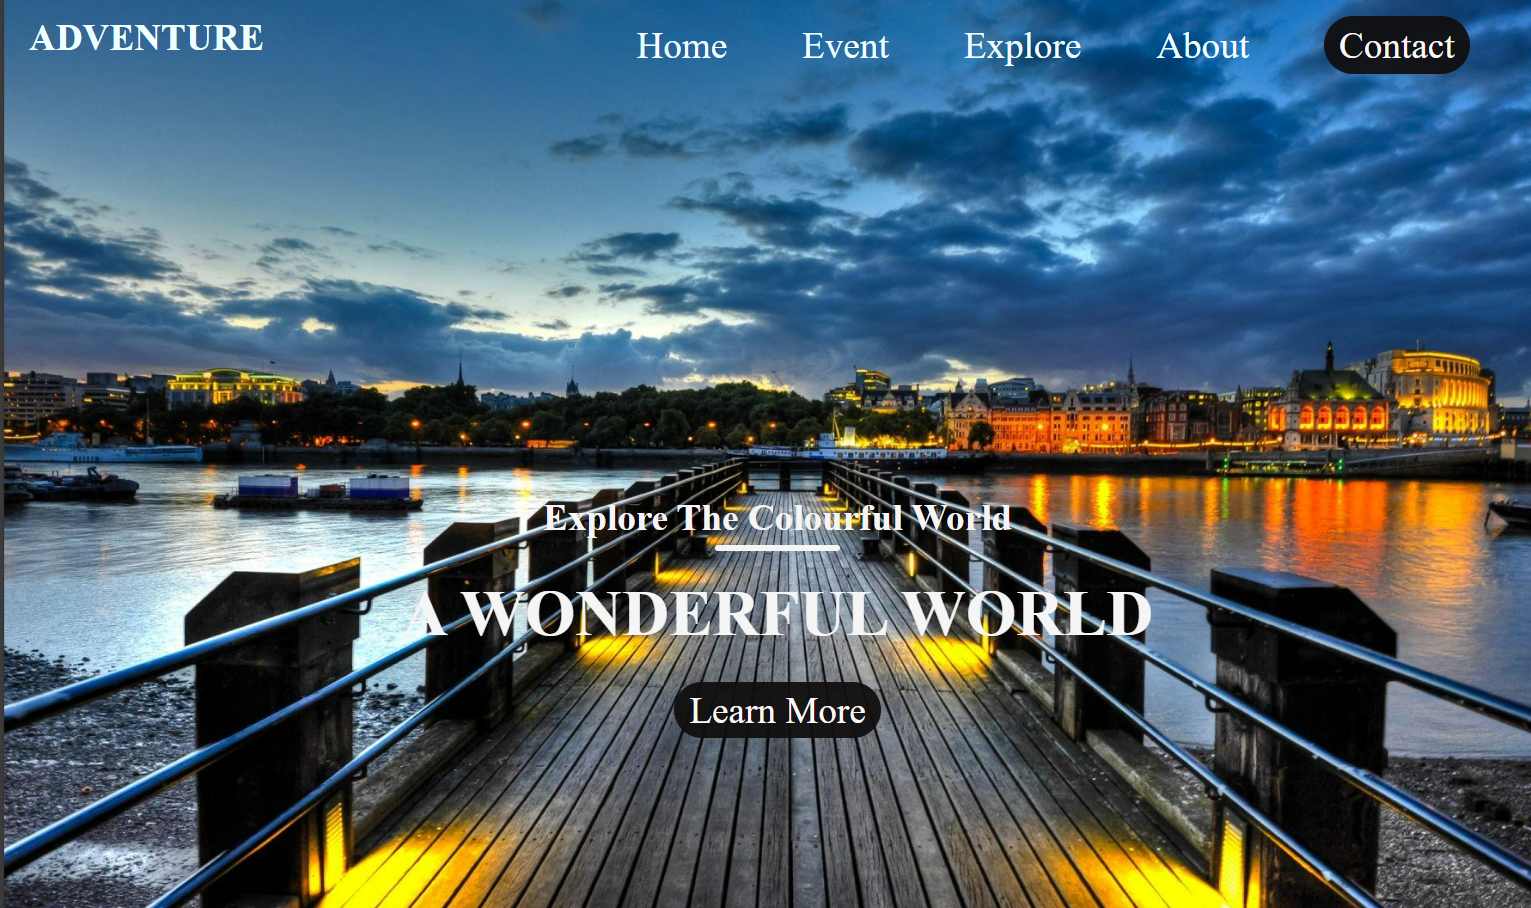 ADVENTURE
Home Event Explore About Contact
Explore The Colourful World
A WONDERFUL WORLD
Learn More